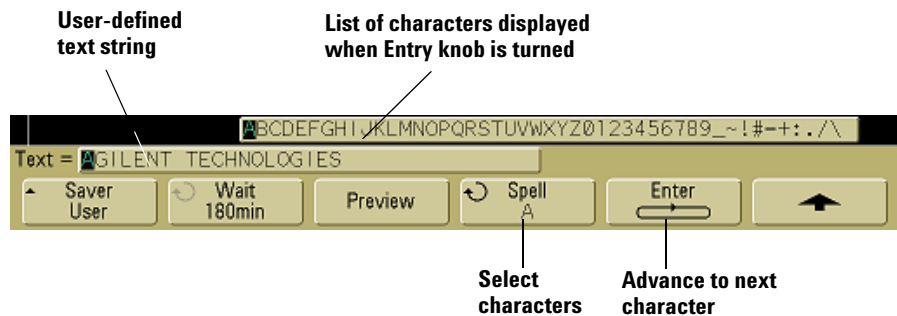 User-defined
text string
List of characters displayed
when Entry knob is turned
ABCDEFGHIJKLMNOPQRSTUVWXYZ0123456789_~!#-+:./\
Text = AGILENT TECHNOLOGIES
Saver
User
Wait
180min
Preview
Spell
A
Enter
Select
characters
Advance to next
character